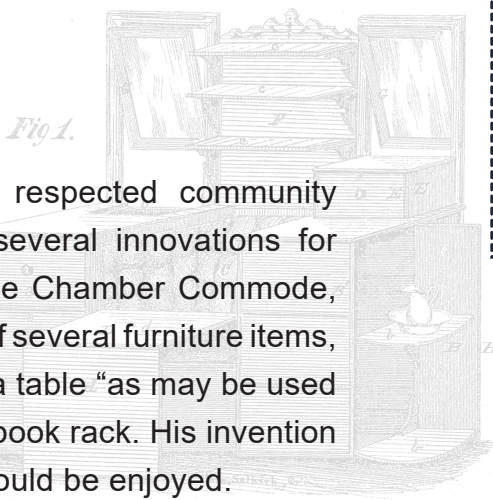 Fig 1.
respected community
several innovations for
e Chamber Commode,
f several furniture items,
a table “as may be used
book rack. His invention
ould be enjoyed.